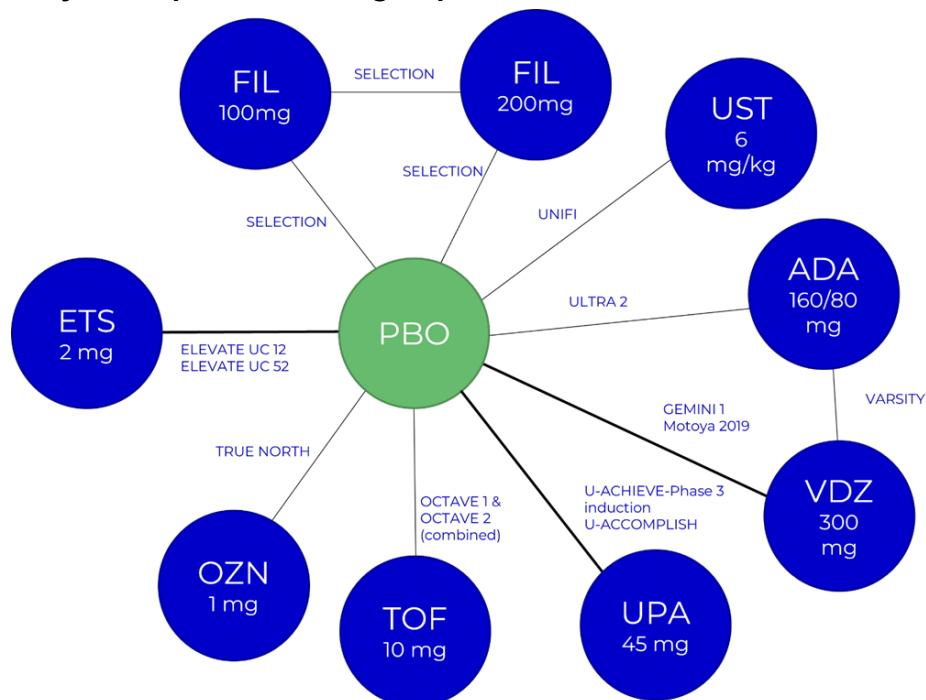 FIL
100mg
SELECTION
FIL
200mg
UST
6
mg/kg
SELECTION
SELECTION
UNIFI
ADA
160/80
mg
ULTRA 2
ETS
2 mg
PBO
ELEVATE UC 12
ELEVATE UC 52
VARSITY
GEMINI 1
Motoya 2019
TRUE NORTH
OCTAVE 1 &
OCTAVE 2
(combined)
U-ACHIEVE-Phase 3
induction
U-ACCOMPLISH
VDZ
300
mg
OZN
1 mg
TOF
10 mg
UPA
45 mg